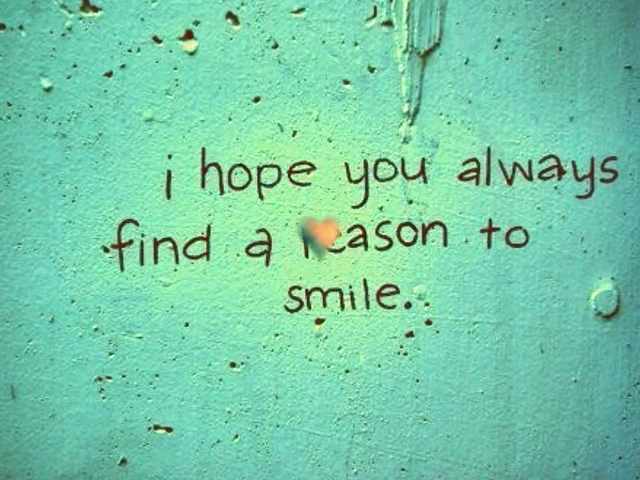 i hope you always
find a reason to
smile.